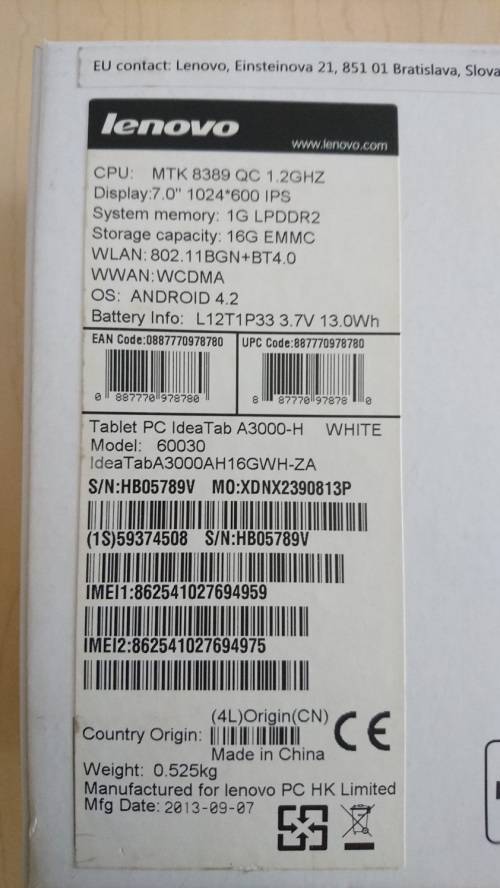 EU contact: Lenovo, Einsteinova 21, 851 01 Bratislava, Slova
lenovo
www.lenovo.com
CPU: MTK 8389 QC 1.2GHZ
Display:7.0" 1024*600 IPS
System memory: 1G LPDDR2
Storage capacity: 16G EMMC
WLAN: 802.11BGN+BT4.0
WWAN: WCDMA
OS: ANDROID 4.2
Battery Info: L12T1P33 3.7V 13.0Wh
EAN Code:0887770978780 UPC Code:887770978780
0 887770 978780 8 87770 97878 0
Tablet PC IdeaTab A3000-H WHITE
Model: 60030
IdeaTabA3000AH16GWH-ZA
S/N:HB05789V MO:XDNX2390813P
(1S)59374508 S/N:HB05789V
IMEI1:862541027694959
IMEI2:862541027694975
(4L)Origin(CN)
Country Origin:
Made in China
CE
Weight: 0.525kg
Manufactured for lenovo PC HK Limited
Mfg Date: 2013-09-07